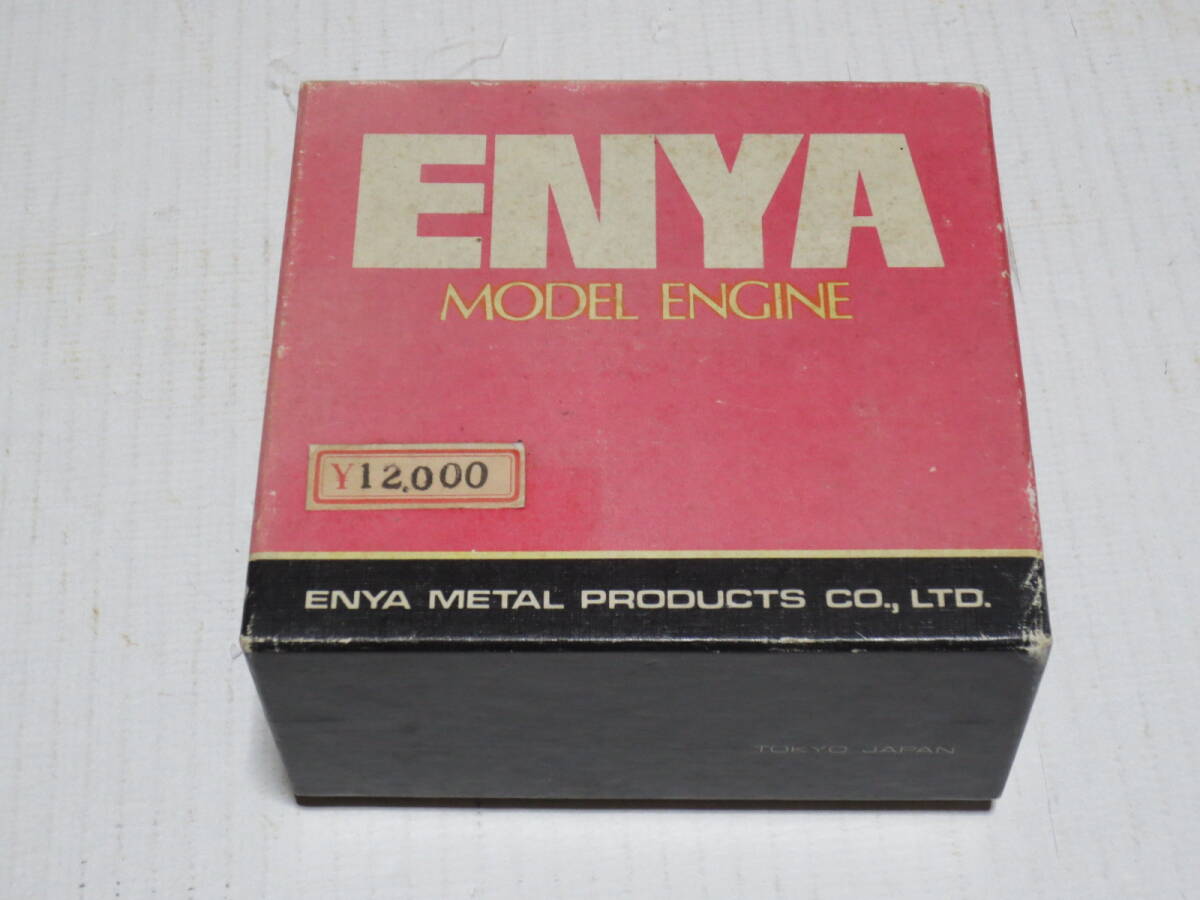 ENYA
MODEL ENGINE
Y12.000
ENYA METAL PRODUCTS CO., LTD.
TOKYO JAPAN